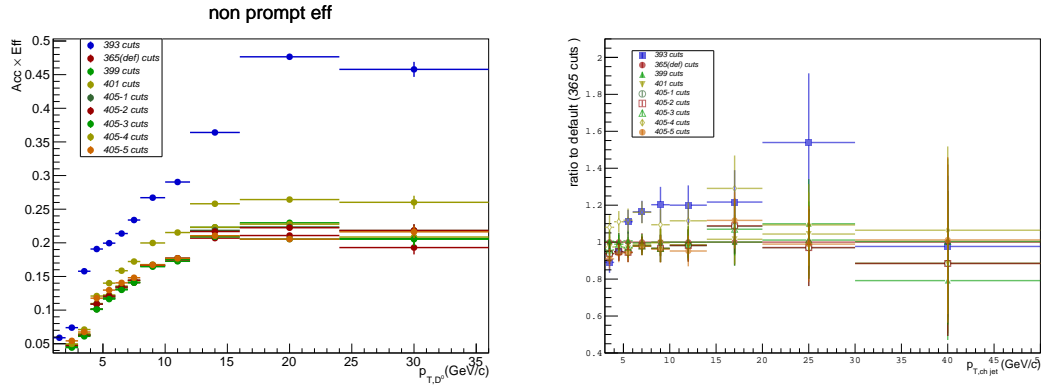 non prompt eff
Acc × Eff
0.5
0.45
0.4
0.35
0.3
0.25
0.2
0.15
0.1
0.05
393 cuts
365(def) cuts
399 cuts
401 cuts
405-1 cuts
405-2 cuts
405-3 cuts
405-4 cuts
405-5 cuts
5 10 15 20 25 30 35
p_T,D⁰ (GeV/c)
ratio to default (365 cuts )
2
1.8
1.6
1.4
1.2
1
0.8
0.6
0.4
393 cuts
365(def) cuts
399 cuts
401 cuts
405-1 cuts
405-2 cuts
405-3 cuts
405-4 cuts
405-5 cuts
5 10 15 20 25 30 35 40 45 50
p_T,ch jet (GeV/c)